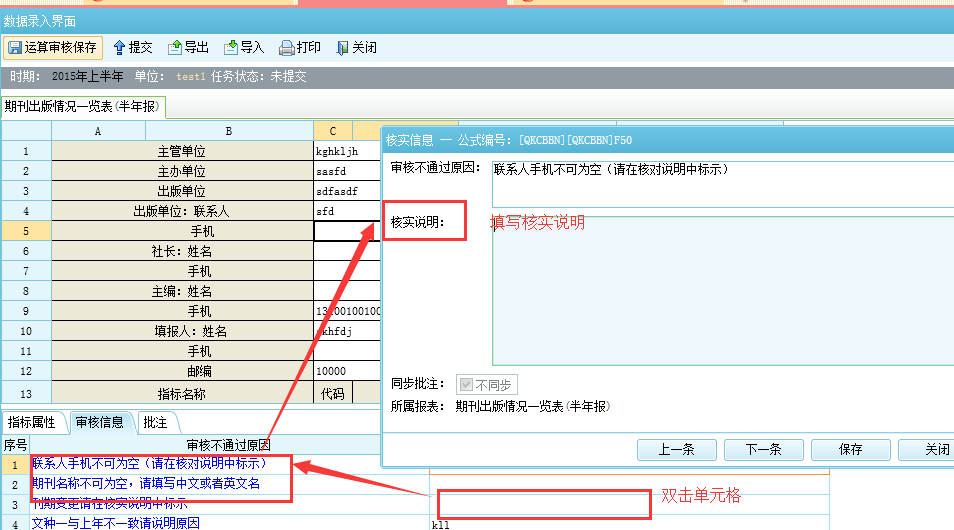 数据录入界面
运算审核保存 提交 导出 导入 打印 关闭
时期： 2015年上半年 单位： test1 任务状态：未提交
期刊出版情况一览表(半年报)
A B C
1 主管单位 kghkljh
2 主办单位 sasfd
3 出版单位 sdfasdf
4 出版单位：联系人 sfd
5 手机
6 社长：姓名
7 手机
8 主编：姓名
9 手机
10 填报人：姓名
11 手机
12 邮编 10000
13 指标名称 代码
核实信息 — 公式编号：[QKCBBN][QKCBBN]F50
审核不通过原因： 联系人手机不可为空（请在核对说明中标示）
核实说明： 填写核实说明
同步批注： 不同步
所属报表： 期刊出版情况一览表(半年报)
上一条 下一条 保存 关闭
指标属性 审核信息 批注
序号 审核不通过原因
1 联系人手机不可为空（请在核对说明中标示）
2 期刊名称不可为空，请填写中文或者英文名
3 刊期变更请在核实说明中标示
4 文种一与上年不一致请说明原因 kll
双击单元格